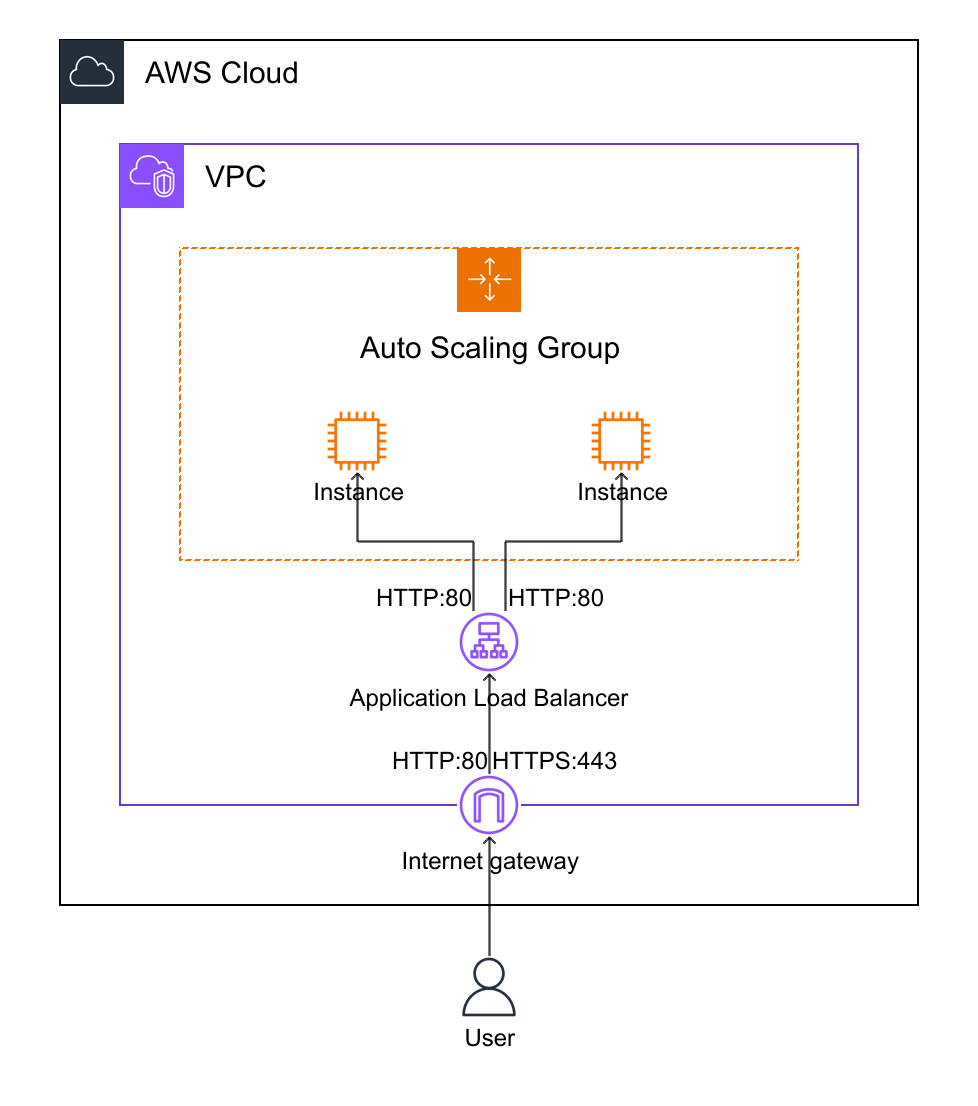 AWS Cloud
VPC
Auto Scaling Group
Instance
Instance
HTTP:80
HTTP:80
Application Load Balancer
HTTP:80
HTTPS:443
Internet gateway
User